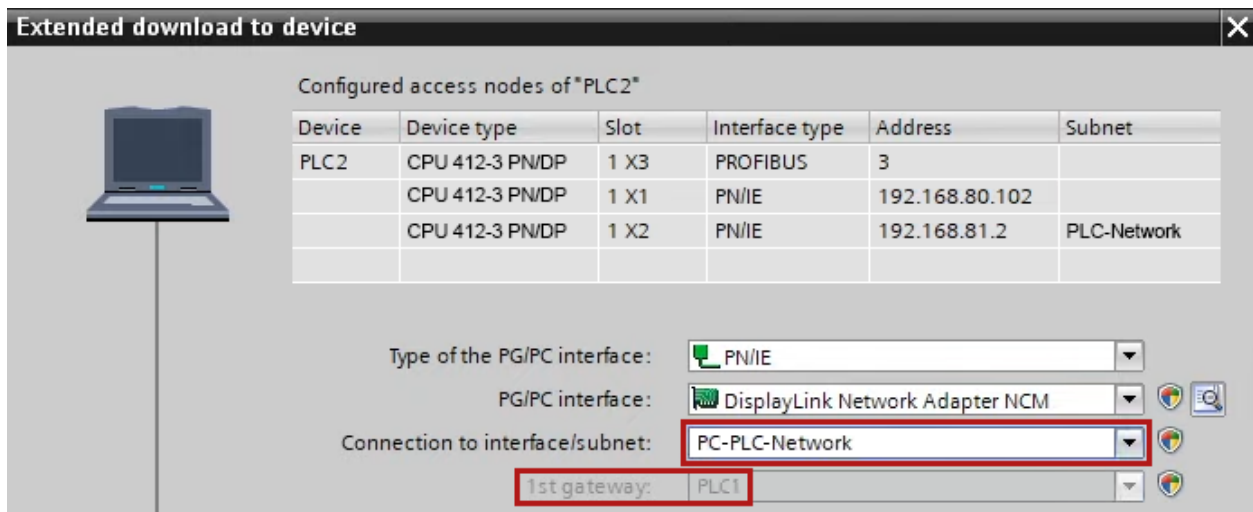 Extended download to device
Configured access nodes of "PLC2"
Device Device type Slot Interface type Address Subnet
PLC2 CPU 412-3 PN/DP 1 X3 PROFIBUS 3
CPU 412-3 PN/DP 1 X1 PN/IE 192.168.80.102
CPU 412-3 PN/DP 1 X2 PN/IE 192.168.81.2 PLC-Network
Type of the PG/PC interface: PN/IE
PG/PC interface: DisplayLink Network Adapter NCM
Connection to interface/subnet: PC-PLC-Network
1st gateway: PLC1